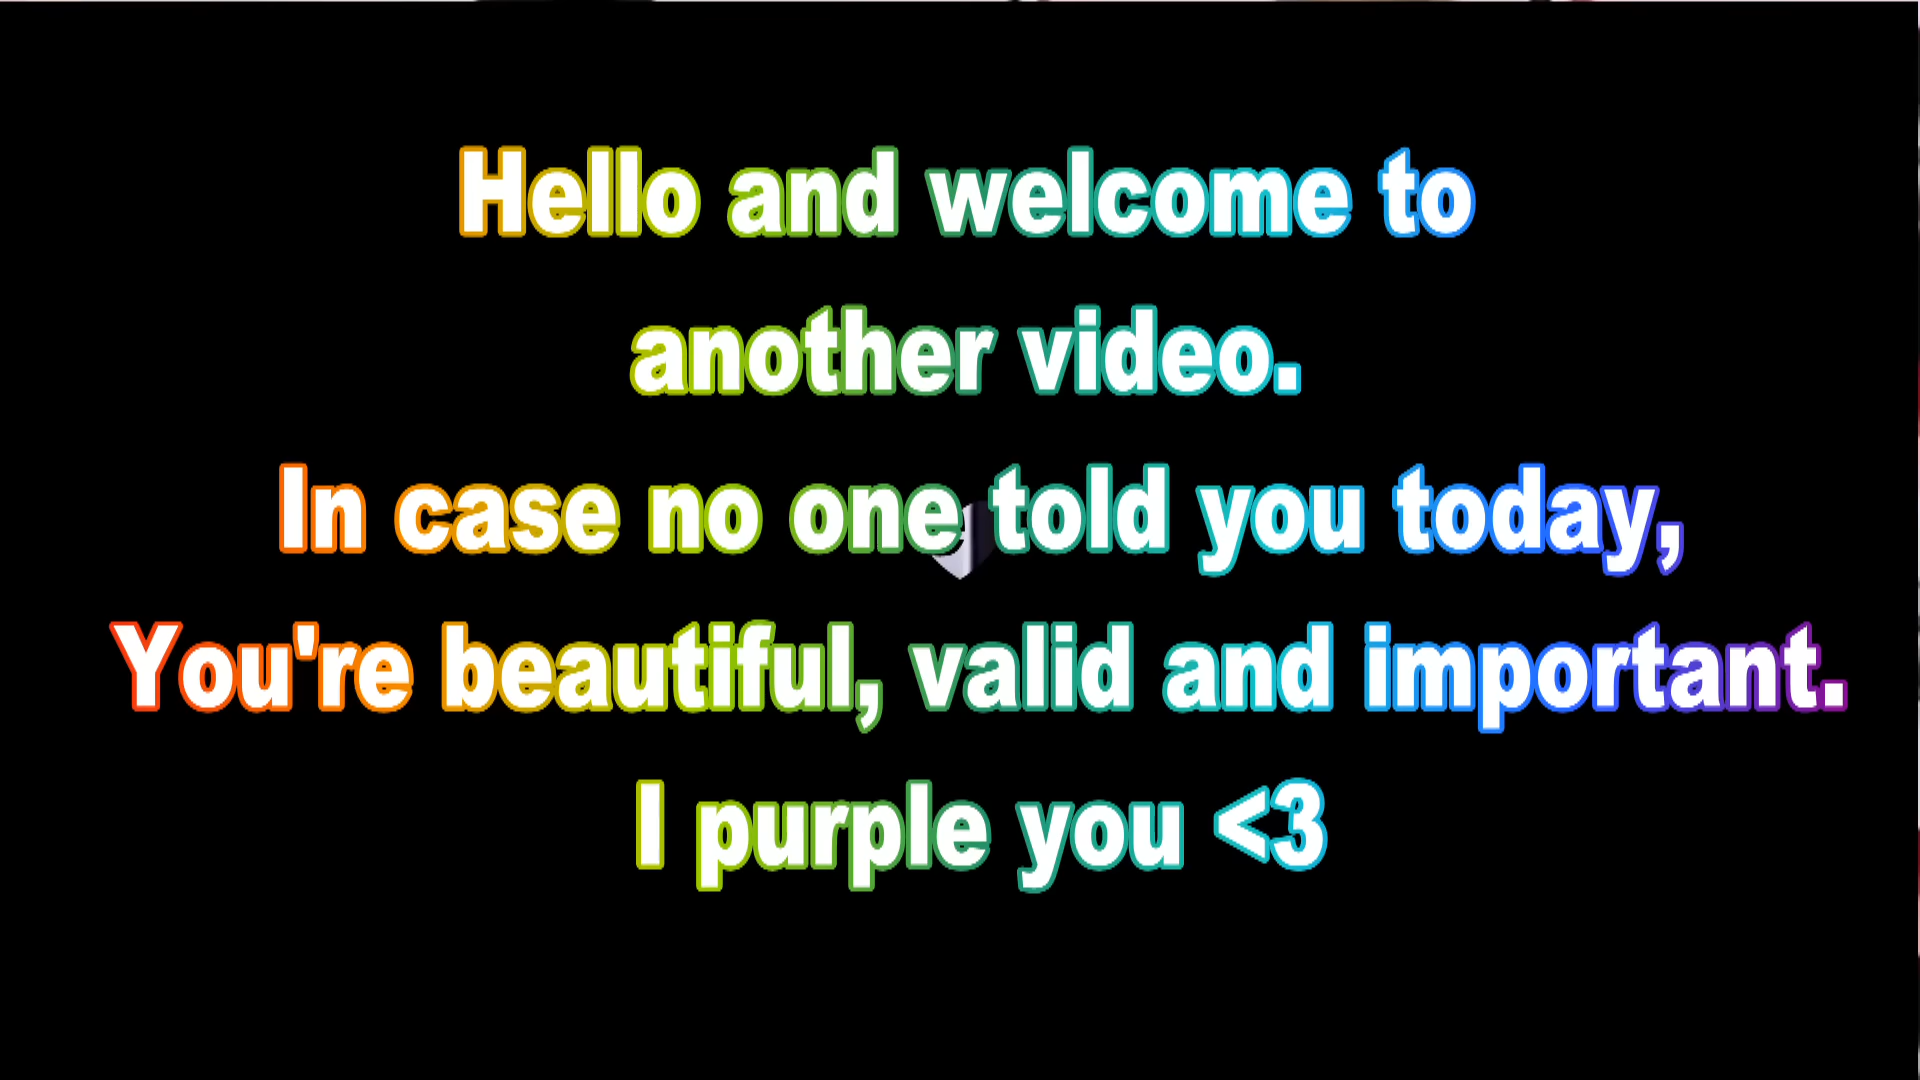 Hello and welcome to
another video.
In case no one told you today,
You're beautiful, valid and important.
I purple you <3